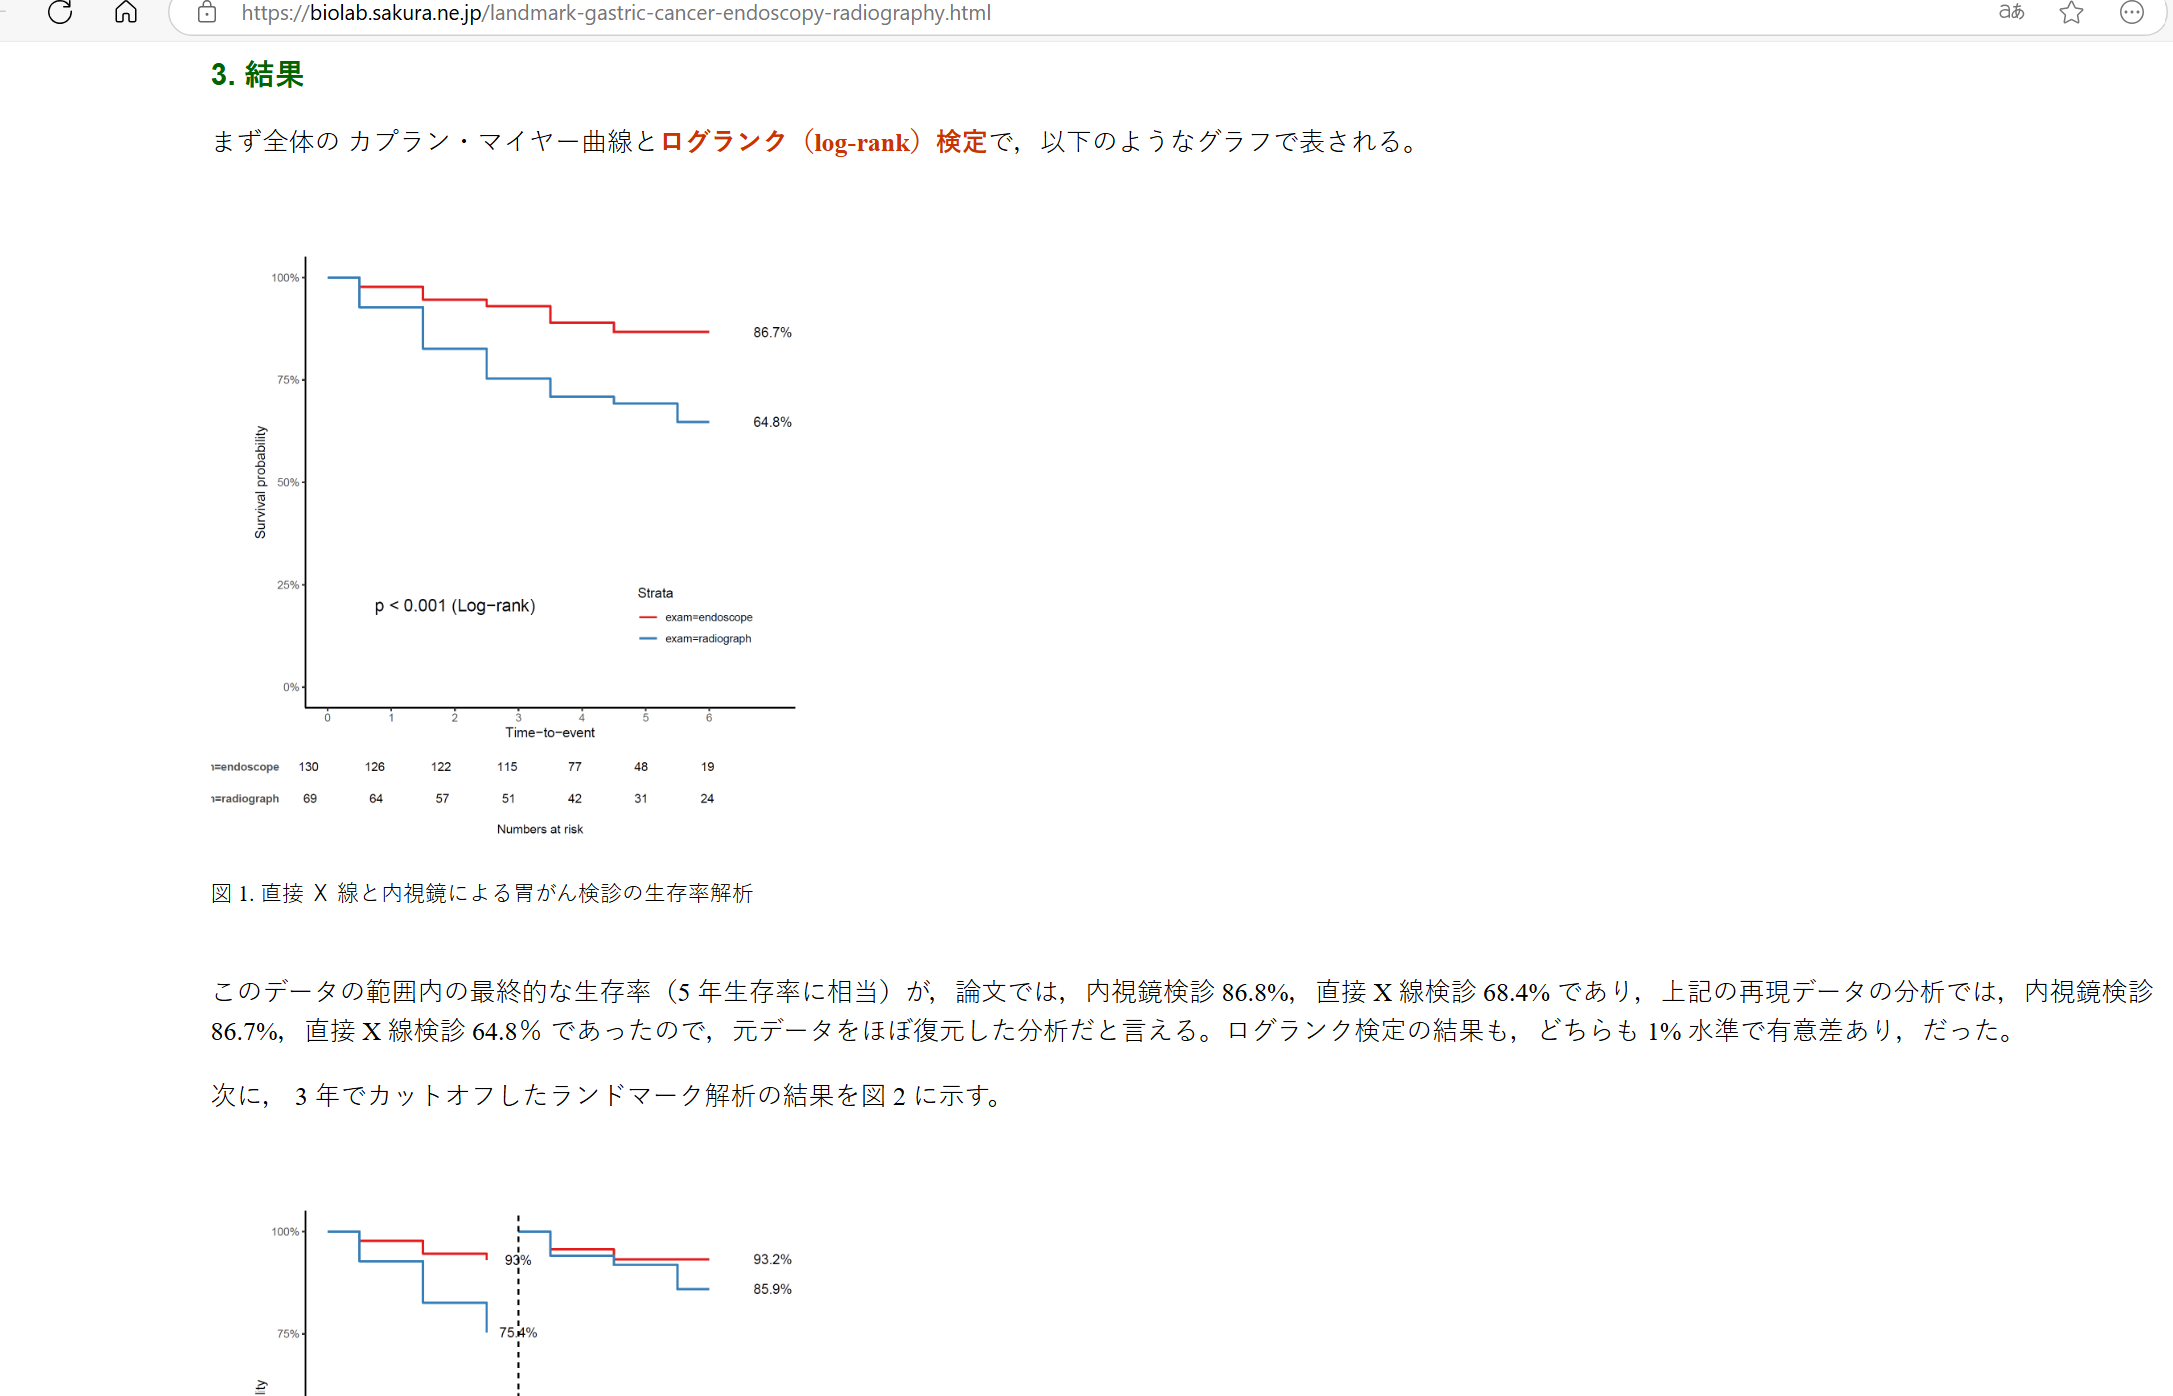 https://biolab.sakura.ne.jp/landmark-gastric-cancer-endoscopy-radiography.html
aあ
3. 結果
まず全体の カプラン・マイヤー曲線とログランク（log-rank）検定で，以下のようなグラフで表される。
100%
75%
50%
25%
0%
Survival probability
86.7%
64.8%
p < 0.001 (Log−rank)
Strata
exam=endoscope
exam=radiograph
0 1 2 3 4 5 6
Time−to−event
=endoscope 130 126 122 115 77 48 19
=radiograph 69 64 57 51 42 31 24
Numbers at risk
図 1. 直接 X 線と内視鏡による胃がん検診の生存率解析
このデータの範囲内の最終的な生存率（5 年生存率に相当）が，論文では，内視鏡検診 86.8%，直接 X 線検診 68.4% であり，上記の再現データの分析では，内視鏡検診
86.7%，直接 X 線検診 64.8% であったので，元データをほぼ復元した分析だと言える。ログランク検定の結果も，どちらも 1% 水準で有意差あり，だった。
次に， 3 年でカットオフしたランドマーク解析の結果を図 2 に示す。
100%
75%
93%
75.4%
93.2%
85.9%
lity